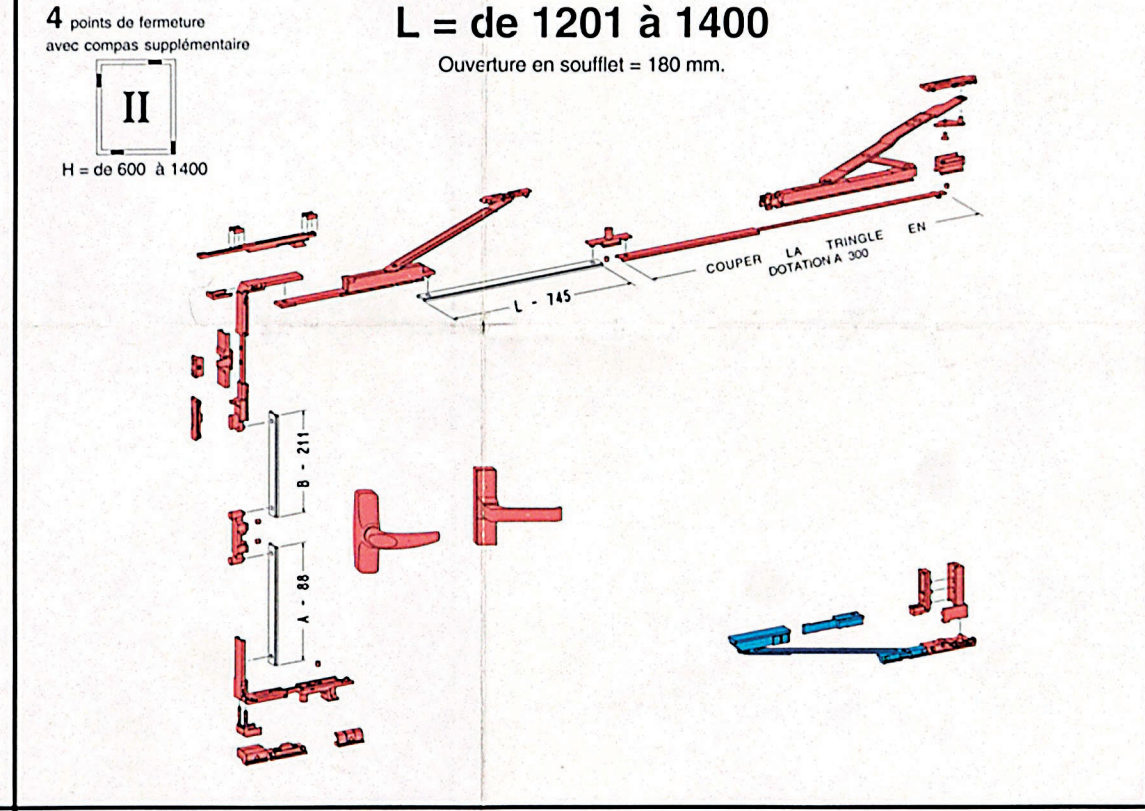 4 points de fermeture
avec compas supplémentaire
II
H = de 600 à 1400
L = de 1201 à 1400
Ouverture en soufflet = 180 mm.
COUPER LA TRINGLE EN
DOTATION A 300
L - 745
B - 211
A - 88